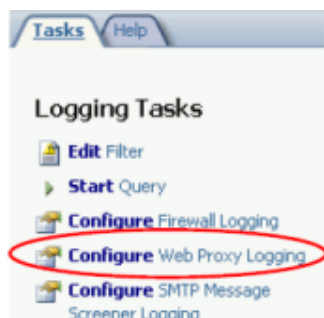 Tasks Help
Logging Tasks
Edit Filter
Start Query
Configure Firewall Logging
Configure Web Proxy Logging
Configure SMTP Message
Screener Logging